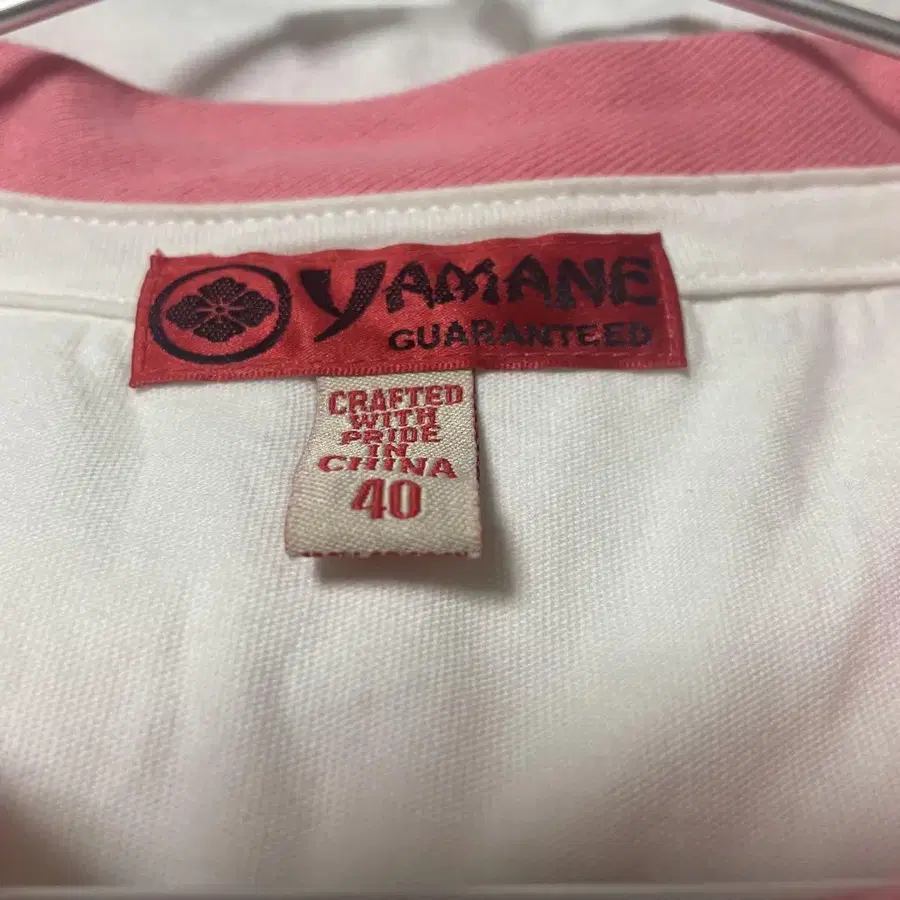 YAMANE
GUARANTEED
CRAFTED
WITH
PRIDE
IN
CHINA
40